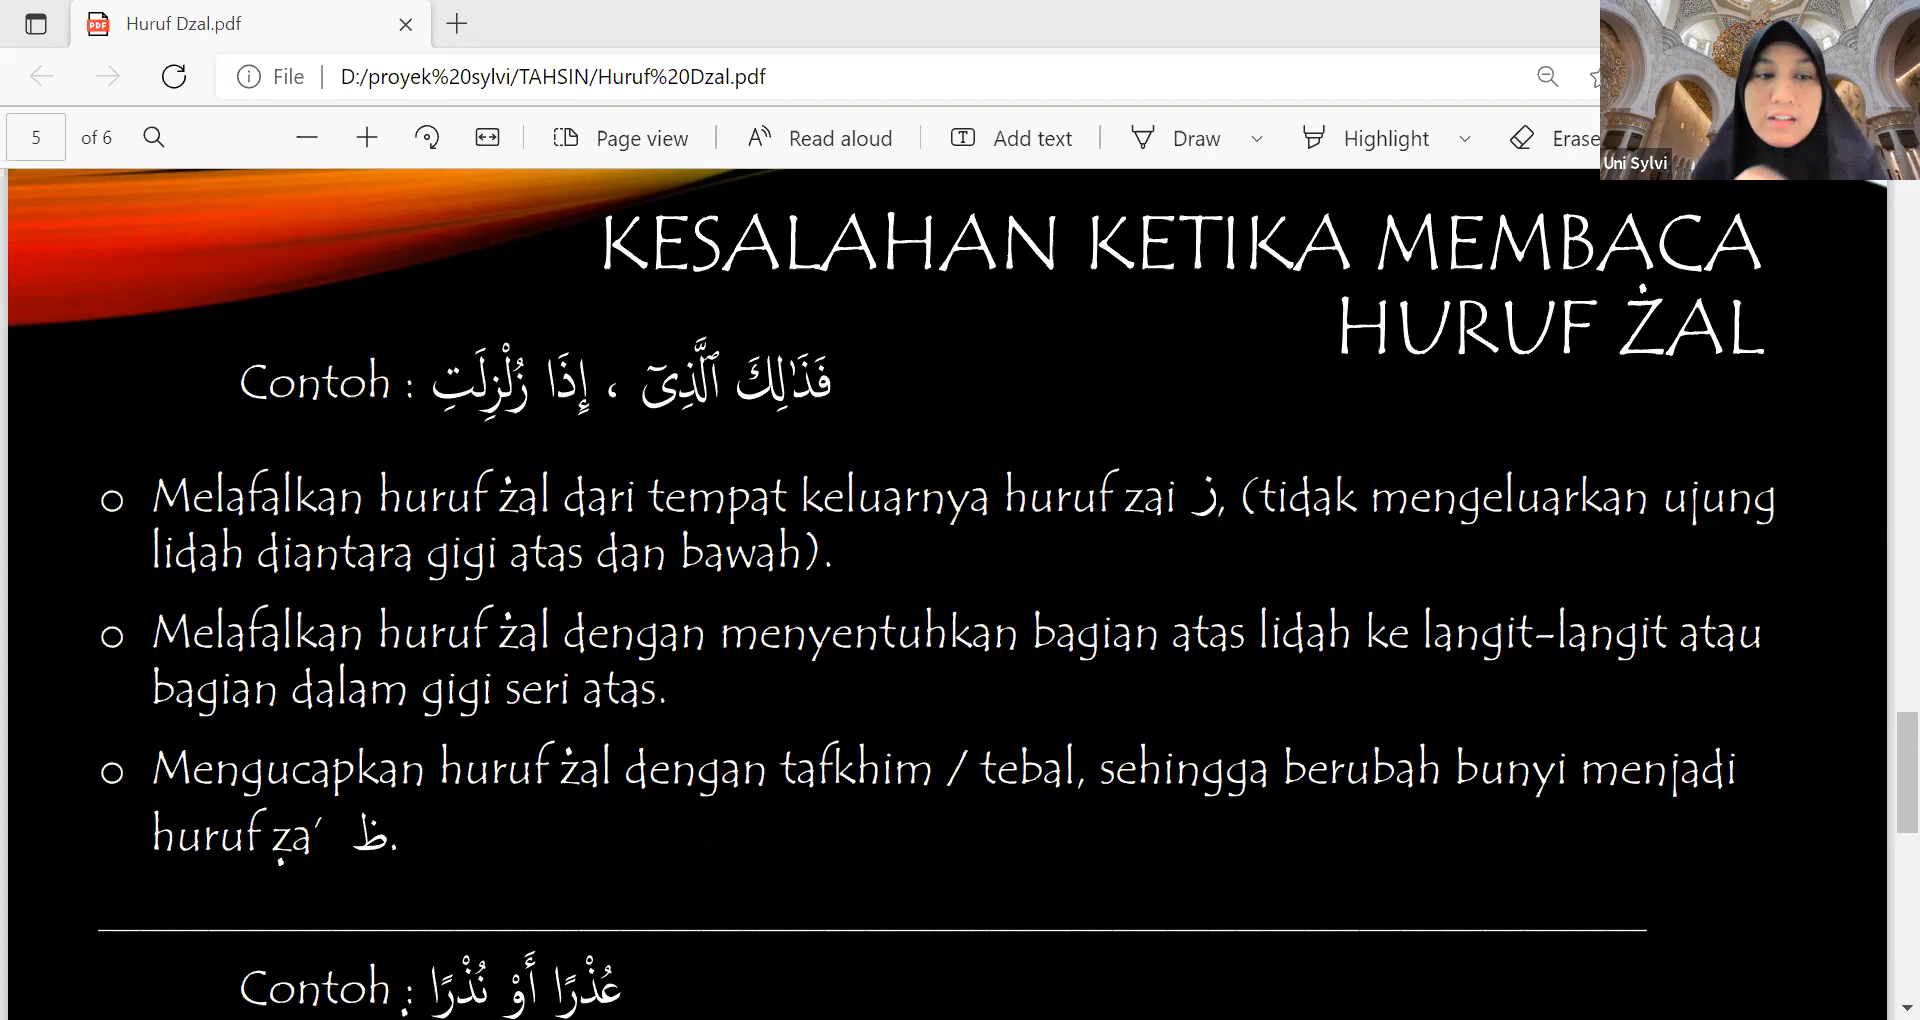 Huruf Dzal.pdf
File | D:/proyek%20sylvi/TAHSIN/Huruf%20Dzal.pdf
5 of 6 Page view Read aloud Add text Draw Highlight Erase
Uni Sylvi
KESALAHAN KETIKA MEMBACA
HURUF ŻAL
Contoh : فَذَٰلِكَ ٱلَّذِىٓ ، إِذَا زُلْزِلَتِ
○ Melafalkan huruf żal dari tempat keluarnya huruf zai ز, (tidak mengeluarkan ujung
lidah diantara gigi atas dan bawah).
○ Melafalkan huruf żal dengan menyentuhkan bagian atas lidah ke langit-langit atau
bagian dalam gigi seri atas.
○ Mengucapkan huruf żal dengan tafkhim / tebal, sehingga berubah bunyi menjadi
huruf ẓa' ظ.
Contoh : عُذْرًا أَوْ نُذْرًا